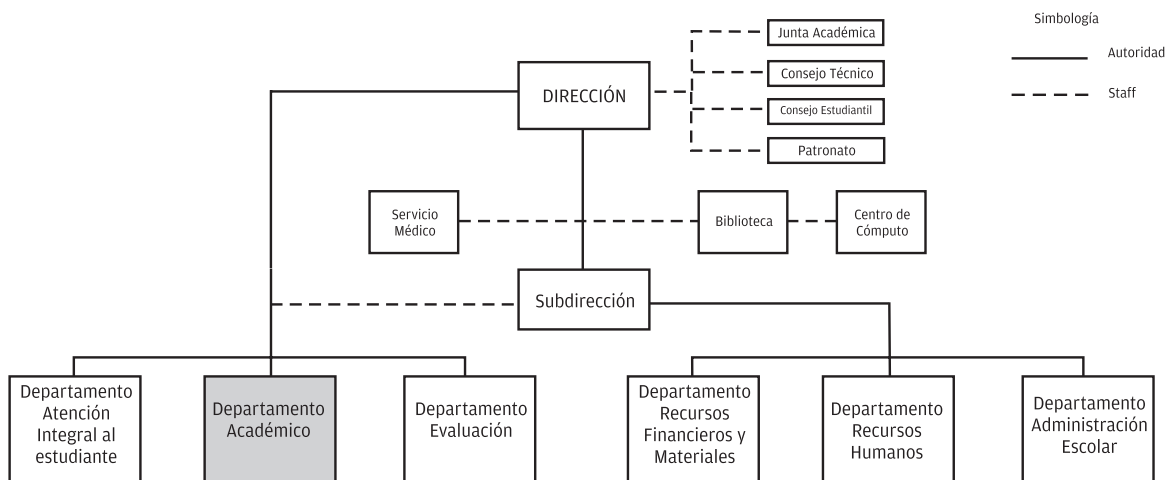 Junta Académica
Consejo Técnico
Consejo Estudiantil
Patronato
Simbología
Autoridad
Staff
DIRECCIÓN
Servicio
Médico
Biblioteca
Centro de
Cómputo
Subdirección
Departamento
Atención
Integral al
estudiante
Departamento
Académico
Departamento
Evaluación
Departamento
Recursos
Financieros y
Materiales
Departamento
Recursos
Humanos
Departamento
Administración
Escolar